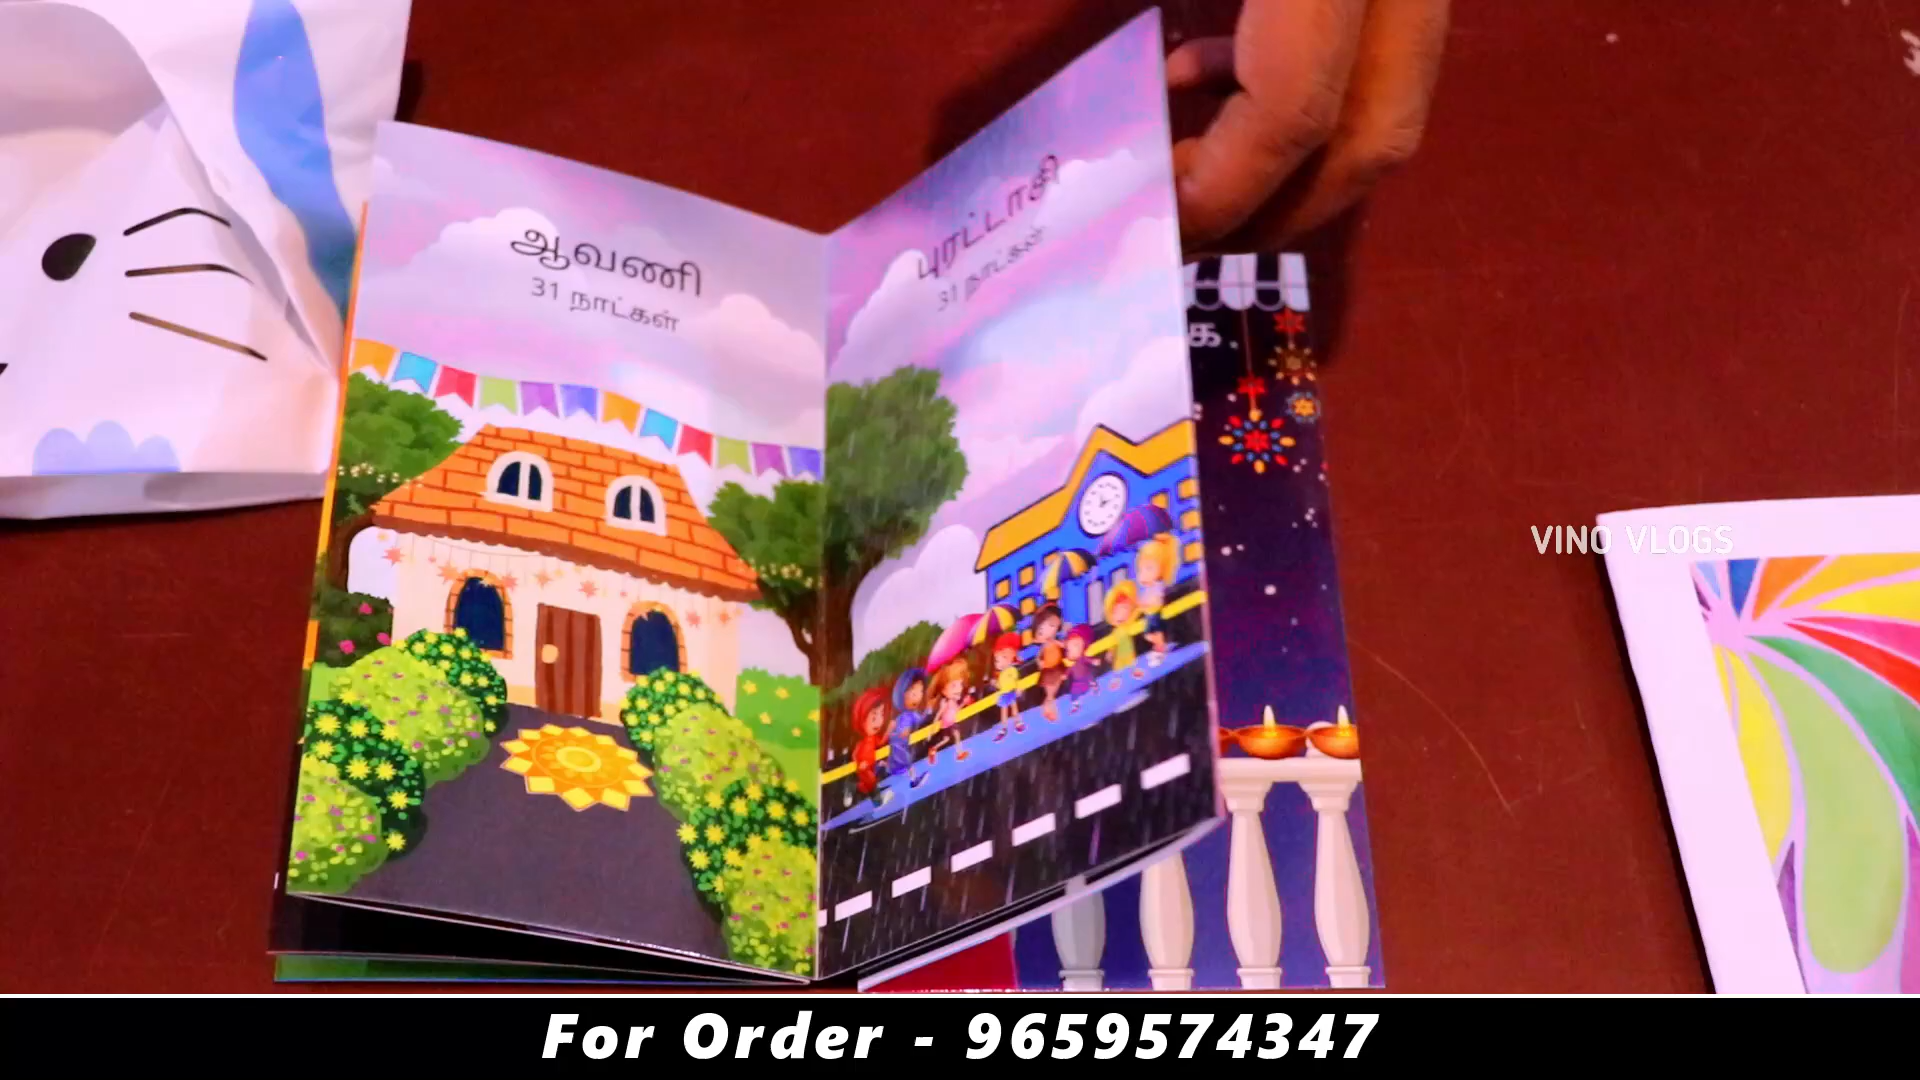 ஆவணி
31 நாட்கள்
புரட்டாசி
31 நாட்கள்
VINO VLOGS
For Order - 9659574347